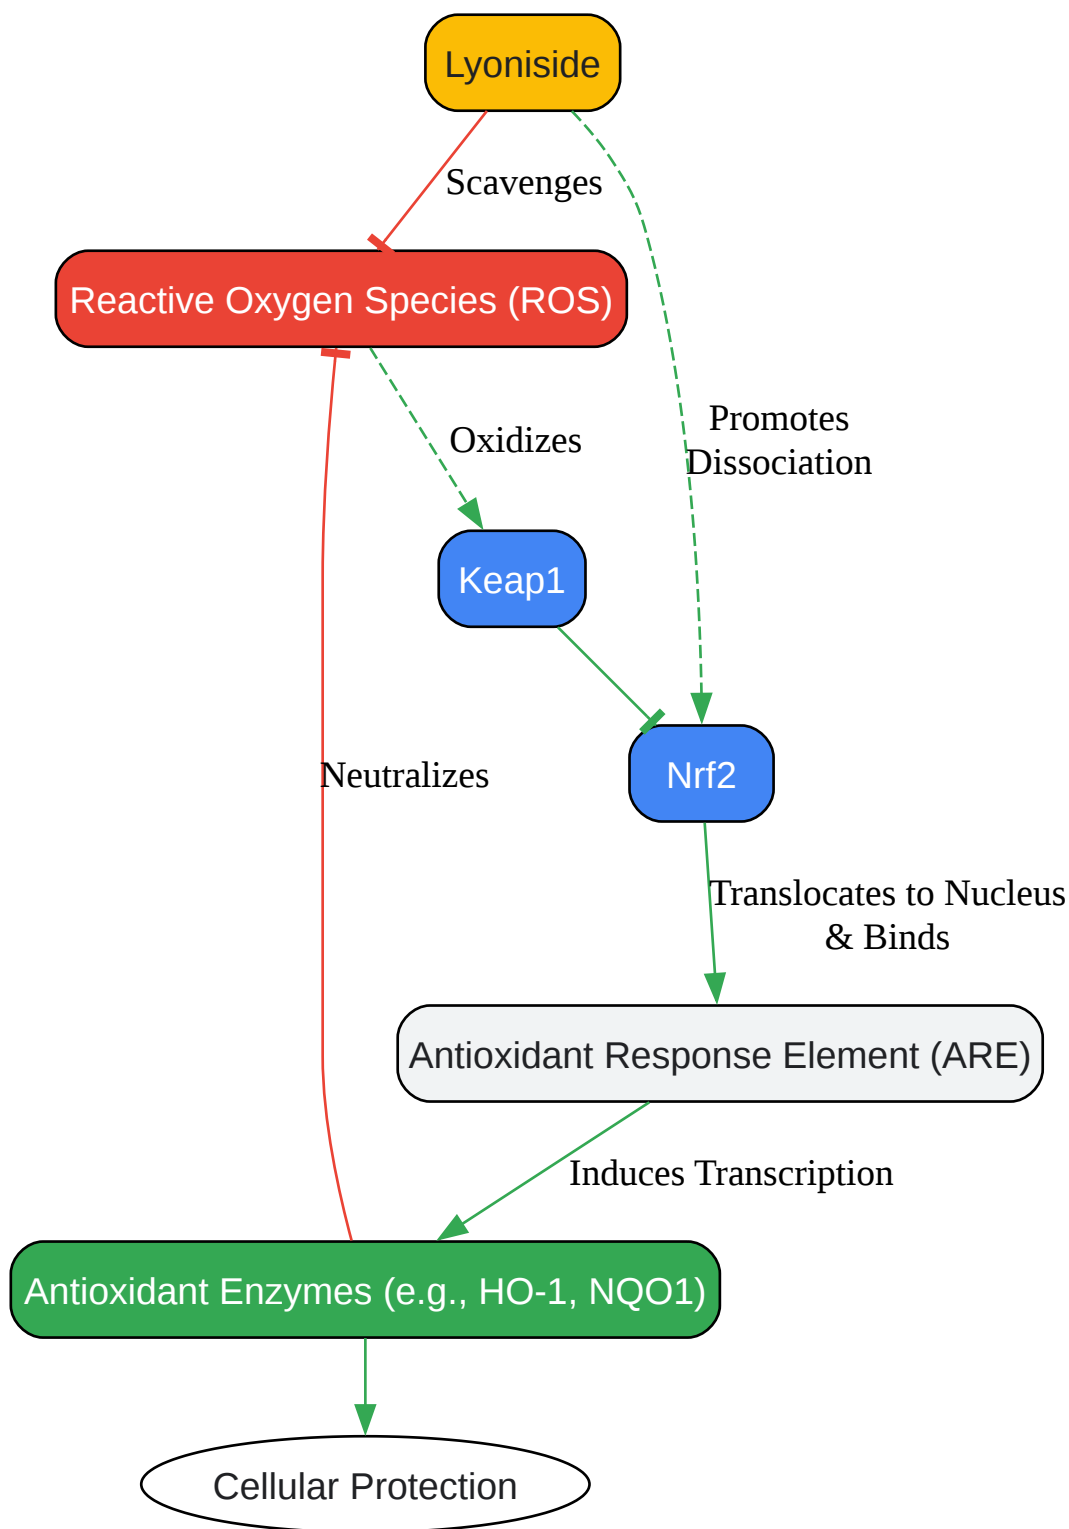 Lyoniside
Scavenges
Reactive Oxygen Species (ROS)
Promotes
Dissociation
Oxidizes
Keap1
Nrf2
Neutralizes
Translocates to Nucleus
& Binds
Antioxidant Response Element (ARE)
Induces Transcription
Antioxidant Enzymes (e.g., HO-1, NQO1)
Cellular Protection